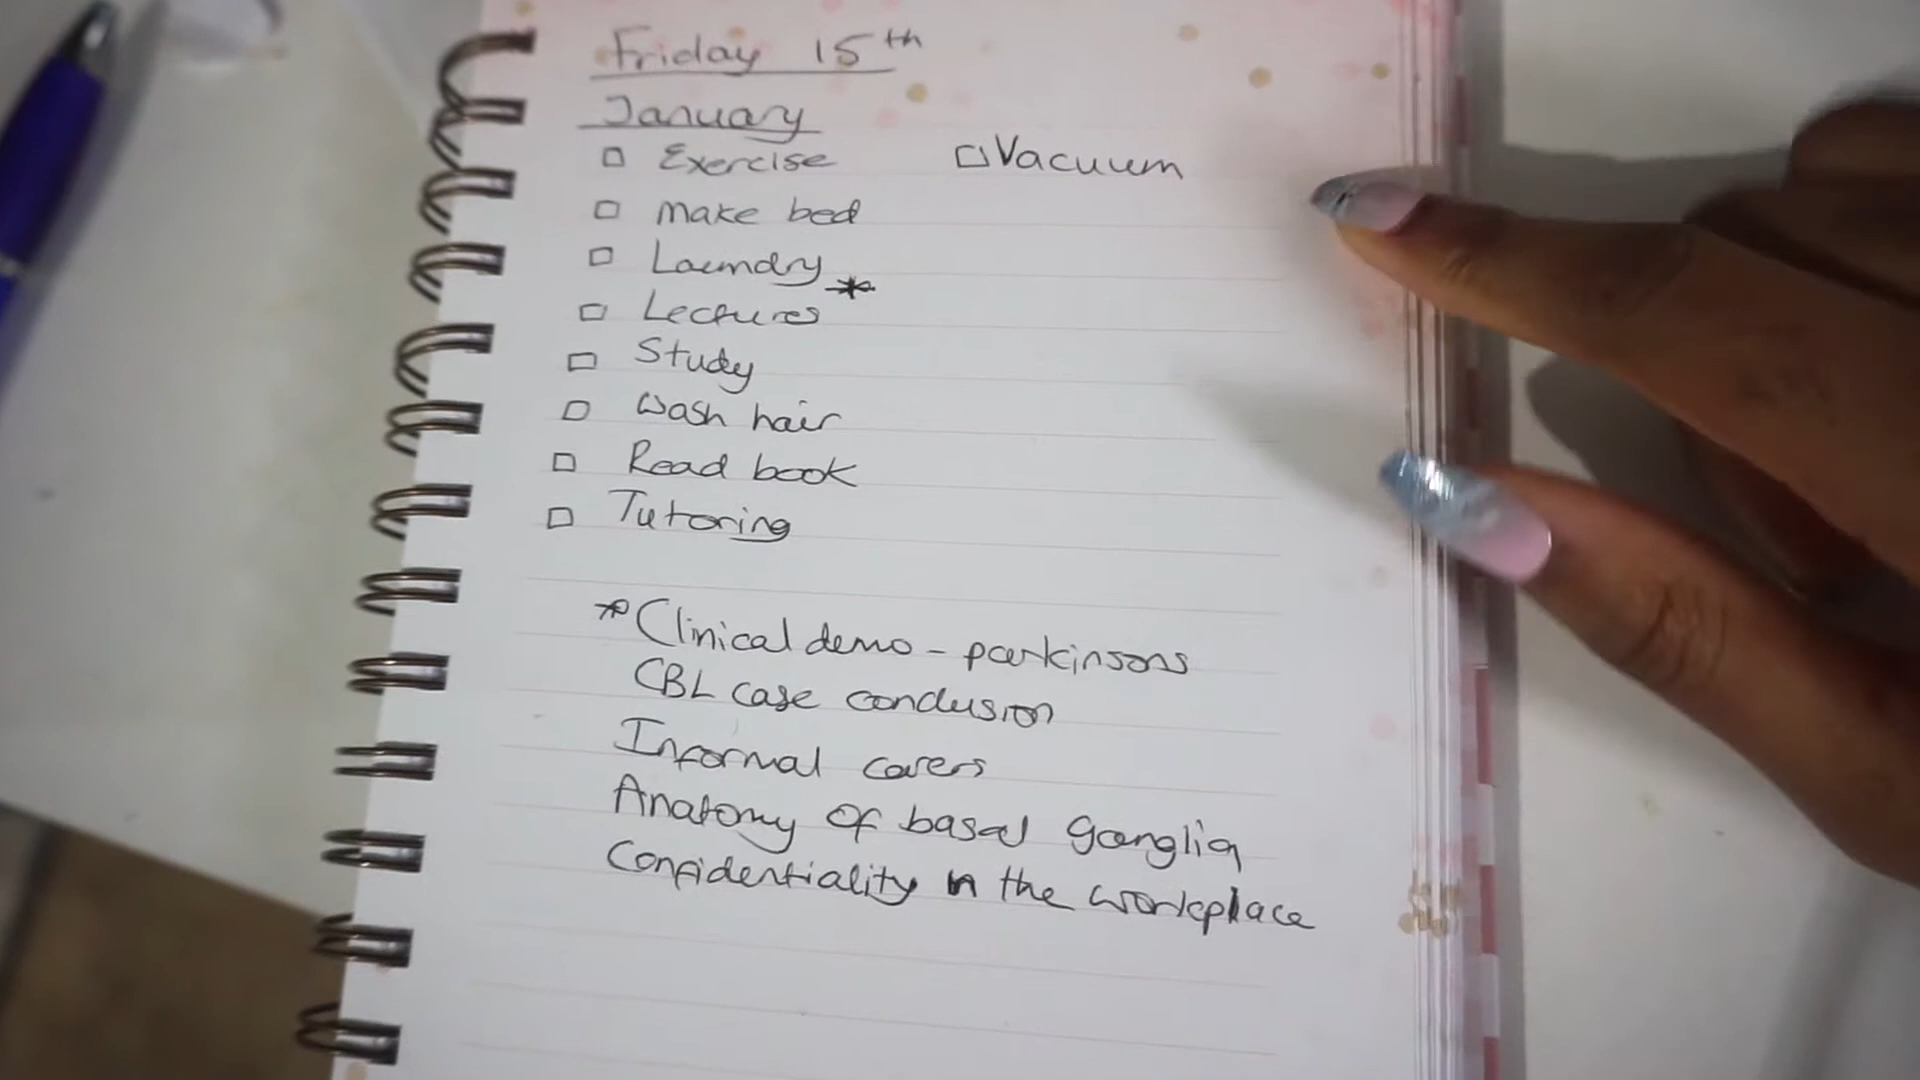 Friday 15th
January
□ Exercise □ Vacuum
□ make bed
□ Laundry
□ Lectures *
□ Study
□ Wash hair
□ Read book
□ Tutoring
* Clinical demo - parkinsons
CBL case conclusion
Informal carers
Anatomy of basal ganglia
Confidentiality in the workplace